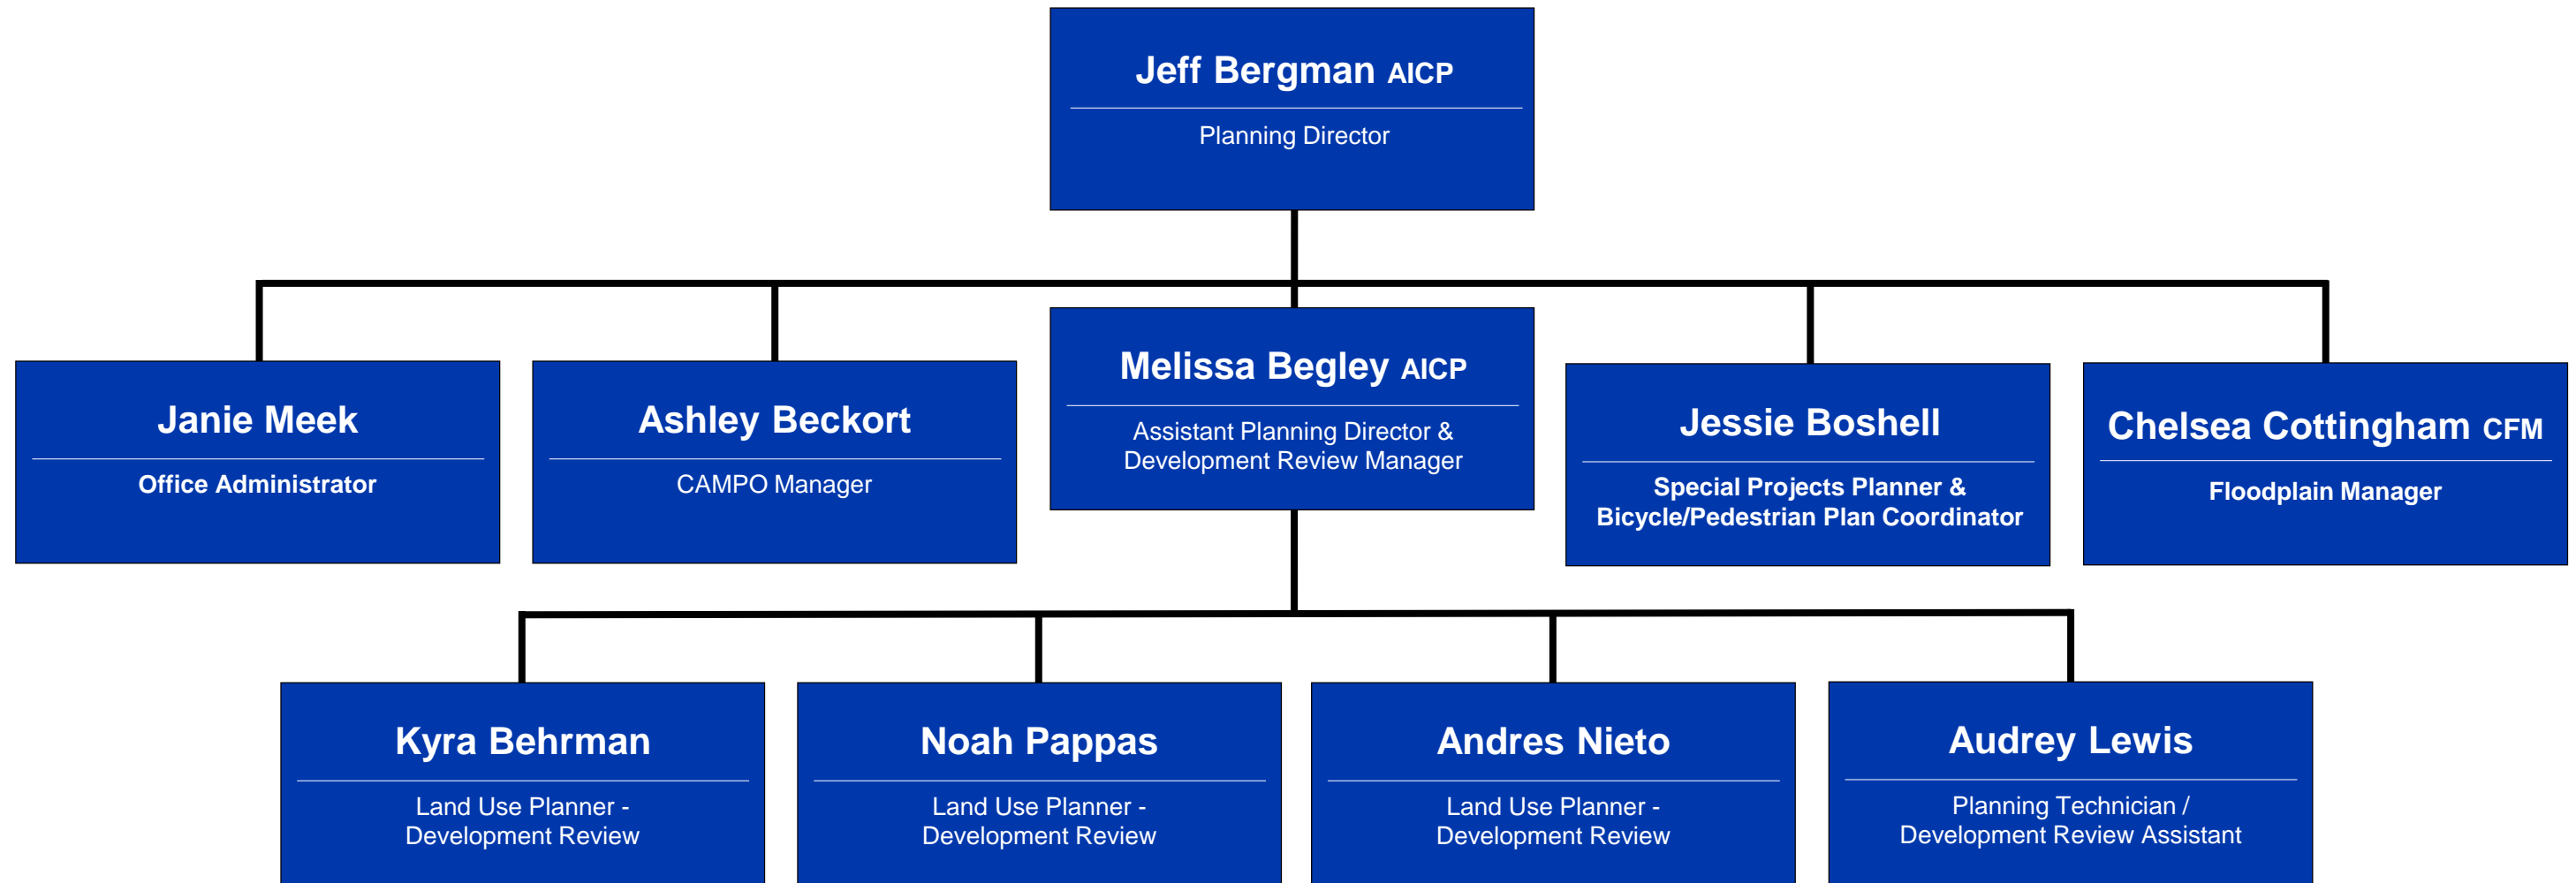 Jeff Bergman AICP
Planning Director
Janie Meek
Office Administrator
Ashley Beckort
CAMPO Manager
Melissa Begley AICP
Assistant Planning Director &
Development Review Manager
Jessie Boshell
Special Projects Planner &
Bicycle/Pedestrian Plan Coordinator
Chelsea Cottingham CFM
Floodplain Manager
Kyra Behrman
Land Use Planner -
Development Review
Noah Pappas
Land Use Planner -
Development Review
Andres Nieto
Land Use Planner -
Development Review
Audrey Lewis
Planning Technician /
Development Review Assistant